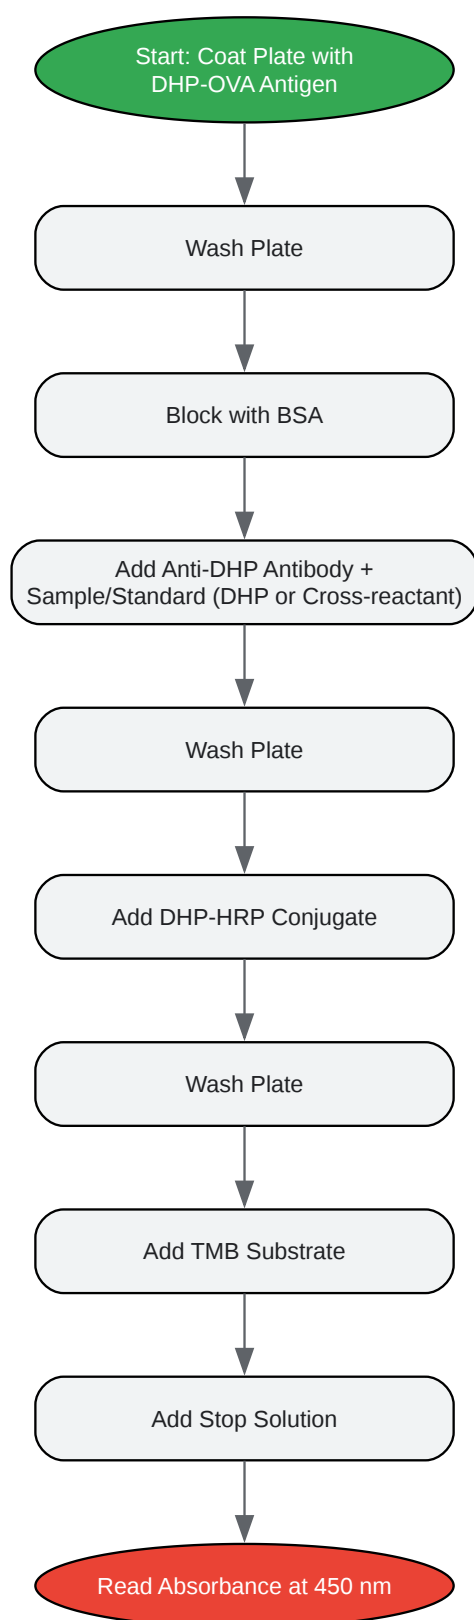 Start: Coat Plate with
DHP-OVA Antigen
Wash Plate
Block with BSA
Add Anti-DHP Antibody +
Sample/Standard (DHP or Cross-reactant)
Wash Plate
Add DHP-HRP Conjugate
Wash Plate
Add TMB Substrate
Add Stop Solution
Read Absorbance at 450 nm